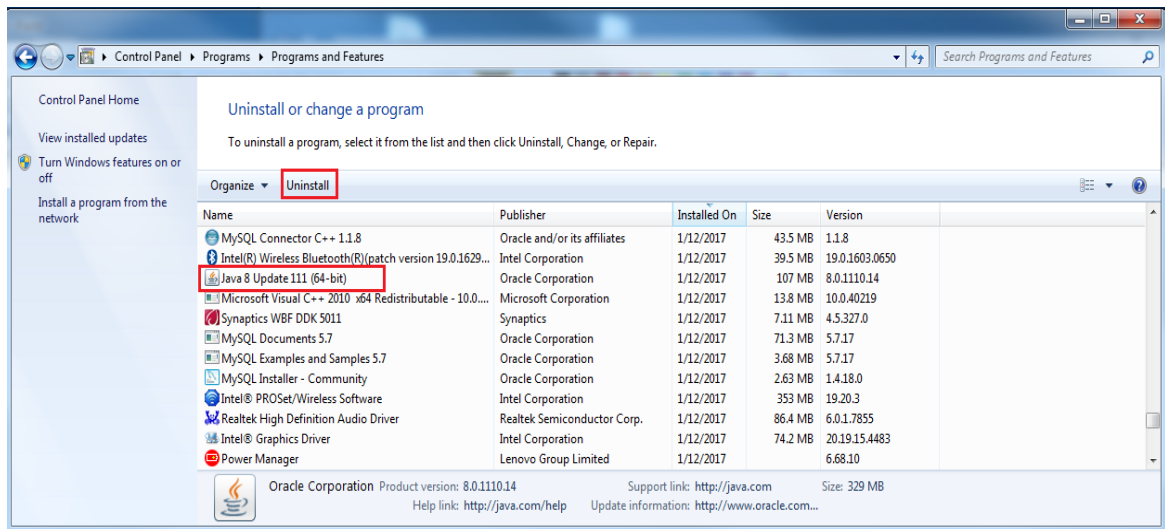 Control Panel ▸ Programs ▸ Programs and Features
Search Programs and Features
Control Panel Home
View installed updates
Turn Windows features on or
off
Install a program from the
network
Uninstall or change a program
To uninstall a program, select it from the list and then click Uninstall, Change, or Repair.
Organize Uninstall
Name Publisher Installed On Size Version
MySQL Connector C++ 1.1.8 Oracle and/or its affiliates 1/12/2017 43.5 MB 1.1.8
Intel(R) Wireless Bluetooth(R)(patch version 19.0.1629... Intel Corporation 1/12/2017 39.5 MB 19.0.1603.0650
Java 8 Update 111 (64-bit) Oracle Corporation 1/12/2017 107 MB 8.0.1110.14
Microsoft Visual C++ 2010 x64 Redistributable - 10.0.... Microsoft Corporation 1/12/2017 13.8 MB 10.0.40219
Synaptics WBF DDK 5011 Synaptics 1/12/2017 7.11 MB 4.5.327.0
MySQL Documents 5.7 Oracle Corporation 1/12/2017 71.3 MB 5.7.17
MySQL Examples and Samples 5.7 Oracle Corporation 1/12/2017 3.68 MB 5.7.17
MySQL Installer - Community Oracle Corporation 1/12/2017 2.63 MB 1.4.18.0
Intel® PROSet/Wireless Software Intel Corporation 1/12/2017 353 MB 19.20.3
Realtek High Definition Audio Driver Realtek Semiconductor Corp. 1/12/2017 86.4 MB 6.0.1.7855
Intel® Graphics Driver Intel Corporation 1/12/2017 74.2 MB 20.19.15.4483
Power Manager Lenovo Group Limited 1/12/2017 6.68.10
Oracle Corporation Product version: 8.0.1110.14 Support link: http://java.com Size: 329 MB
Help link: http://java.com/help Update information: http://www.oracle.com...